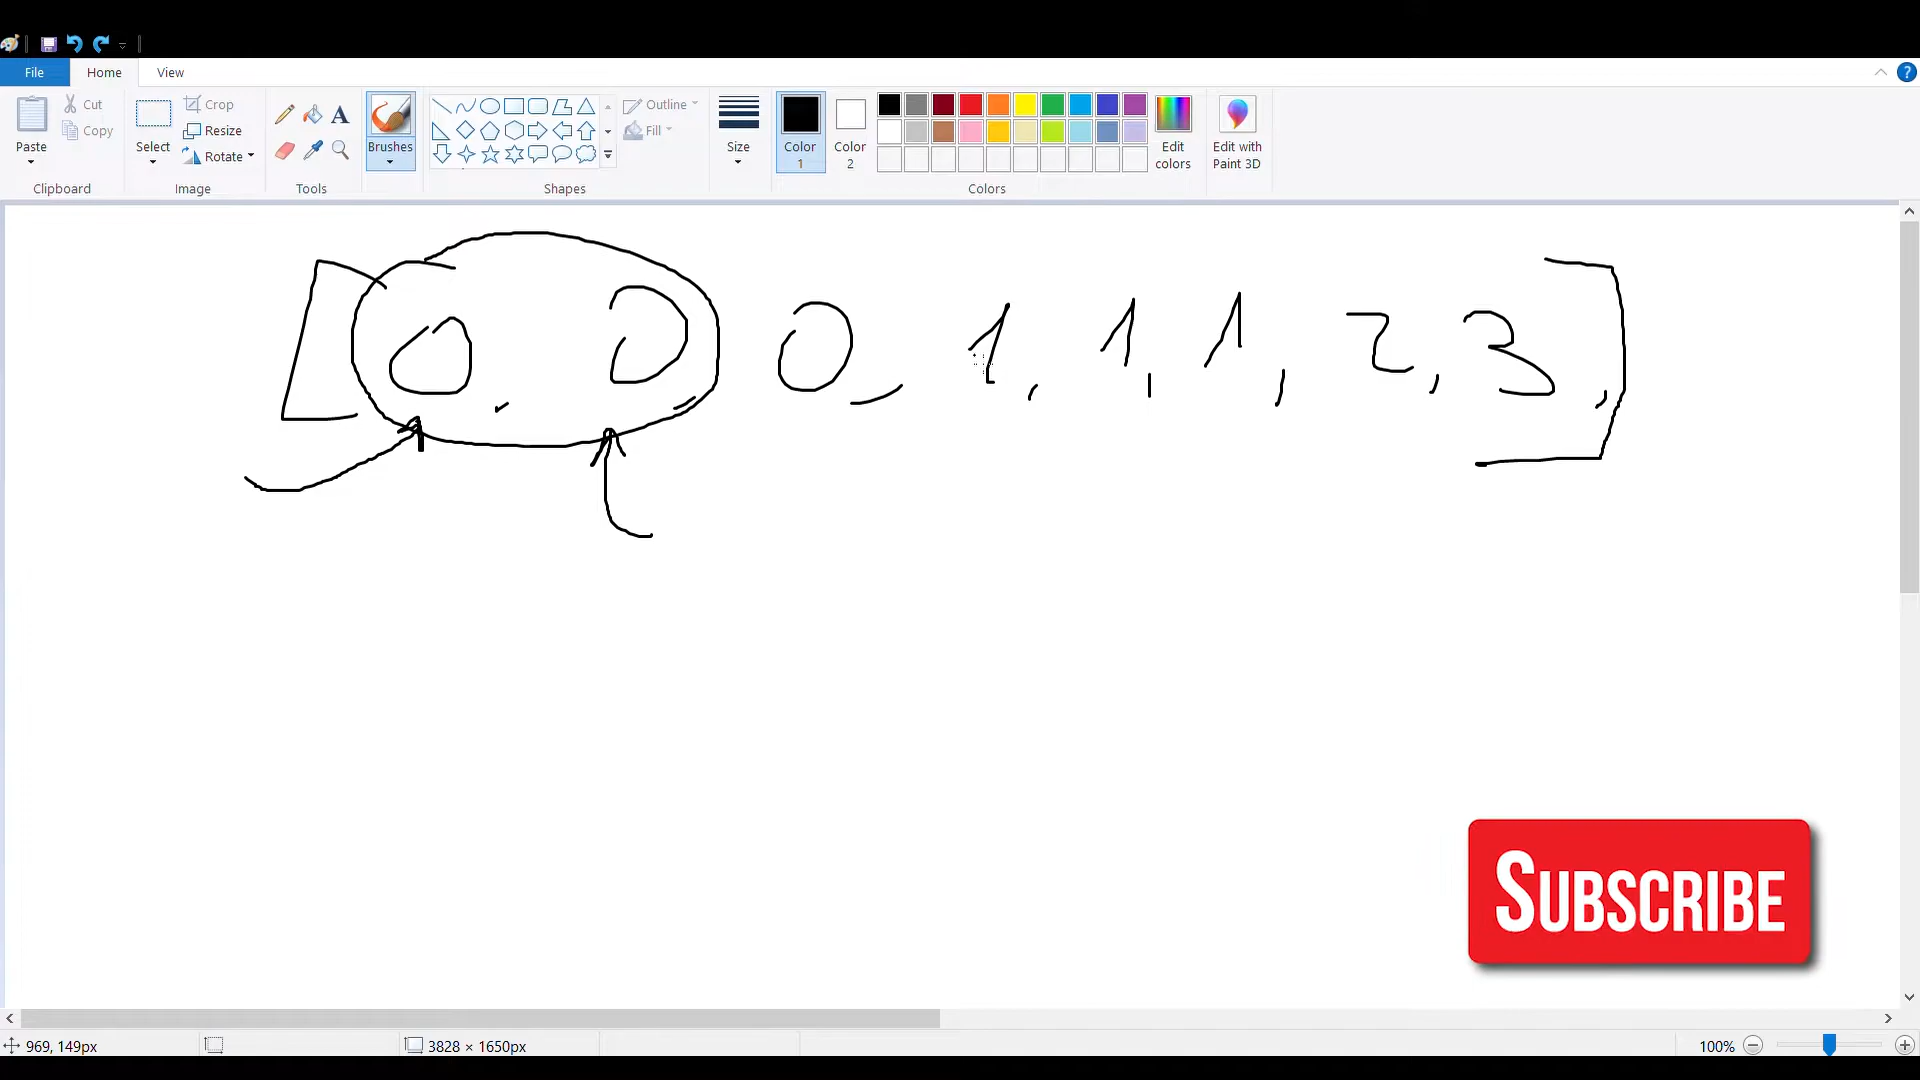 File Home View
Paste Cut Copy Clipboard
Select Crop Resize Rotate Image
Tools
Brushes
Outline Fill Shapes
Size
Color 1 Color 2 Edit colors Colors
Edit with Paint 3D
[0, 0 0, 1, 1, 1, 2, 3,]
SUBSCRIBE
969, 149px 3828 × 1650px 100%